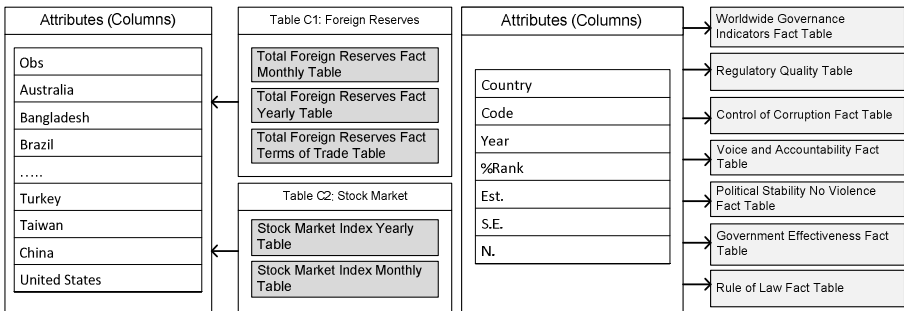 Attributes (Columns)
Obs
Australia
Bangladesh
Brazil
…..
Turkey
Taiwan
China
United States
Table C1: Foreign Reserves
Total Foreign Reserves Fact
Monthly Table
Total Foreign Reserves Fact
Yearly Table
Total Foreign Reserves Fact
Terms of Trade Table
Table C2; Stock Market
Stock Market Index Yearly
Table
Stock Market Index Monthly
Table
Attributes (Columns)
Country
Code
Year
%Rank
Est.
S.E.
N.
Worldwide Governance
Indicators Fact Table
Regulatory Quality Table
Control of Corruption Fact Table
Voice and Accountability Fact
Table
Political Stability No Violence
Fact Table
Government Effectiveness Fact
Table
Rule of Law Fact Table